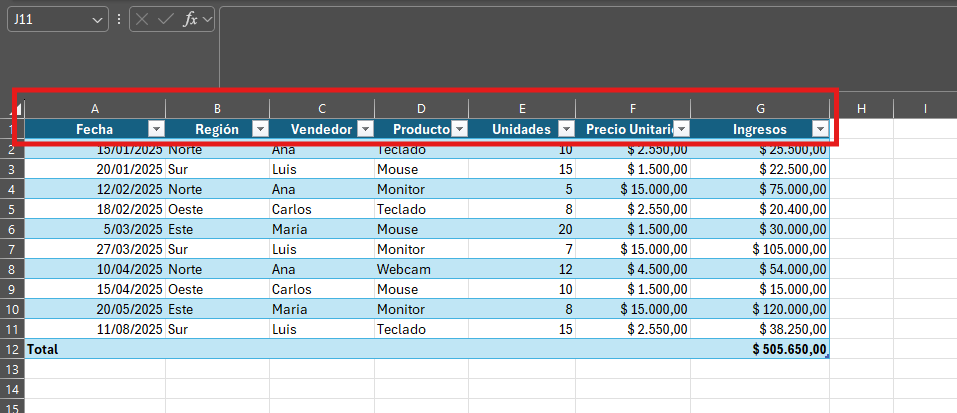 J11 fx
A B C D E F G H I
1 Fecha Región Vendedor Producto Unidades Precio Unitari Ingresos
2 15/01/2025 Norte Ana Teclado 10 $ 2.550,00 $ 25.500,00
3 20/01/2025 Sur Luis Mouse 15 $ 1.500,00 $ 22.500,00
4 12/02/2025 Norte Ana Monitor 5 $ 15.000,00 $ 75.000,00
5 18/02/2025 Oeste Carlos Teclado 8 $ 2.550,00 $ 20.400,00
6 5/03/2025 Este Maria Mouse 20 $ 1.500,00 $ 30.000,00
7 27/03/2025 Sur Luis Monitor 7 $ 15.000,00 $ 105.000,00
8 10/04/2025 Norte Ana Webcam 12 $ 4.500,00 $ 54.000,00
9 15/04/2025 Oeste Carlos Mouse 10 $ 1.500,00 $ 15.000,00
10 20/05/2025 Este Maria Monitor 8 $ 15.000,00 $ 120.000,00
11 11/08/2025 Sur Luis Teclado 15 $ 2.550,00 $ 38.250,00
12 Total $ 505.650,00
13
14
15